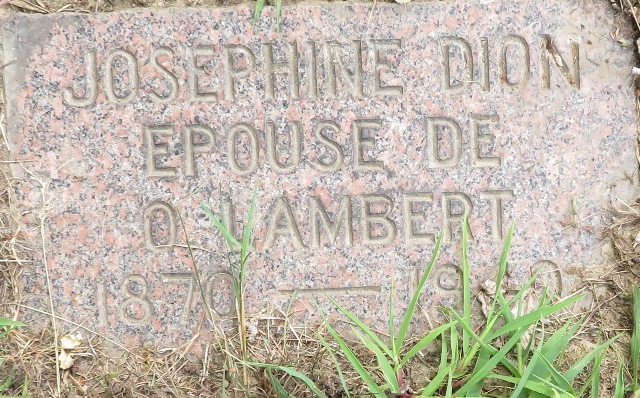 JOSEPHINE DION
EPOUSE DE
O. LAMBERT
1870 —